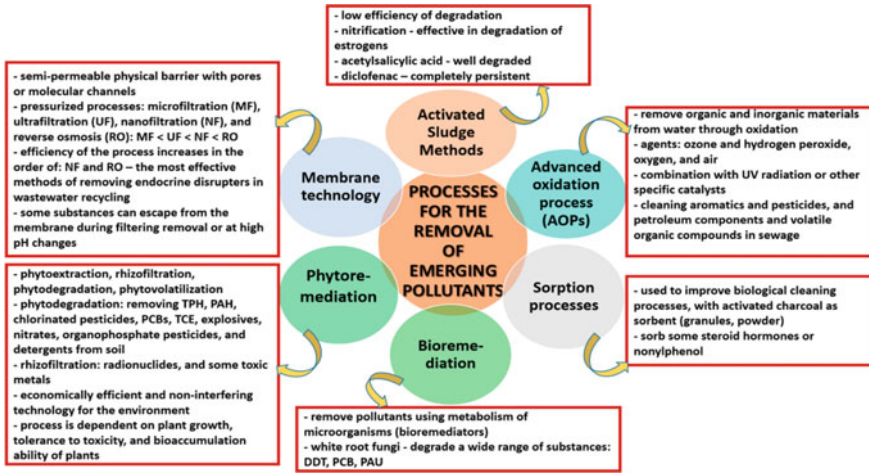 - low efficiency of degradation
- nitrification - effective in degradation of
estrogens
- acetylsalicylic acid - well degraded
- diclofenac – completely persistent
- semi-permeable physical barrier with pores
or molecular channels
- pressurized processes: microfiltration (MF),
ultrafiltration (UF), nanofiltration (NF), and
reverse osmosis (RO): MF < UF < NF < RO
- efficiency of the process increases in the
order of: NF and RO – the most effective
methods of removing endocrine disrupters in
wastewater recycling
- some substances can escape from the
membrane during filtering removal or at high
pH changes
Activated
Sludge
Methods
- remove organic and inorganic materials
from water through oxidation
- agents: ozone and hydrogen peroxide,
oxygen, and air
- combination with UV radiation or other
specific catalysts
- cleaning aromatics and pesticides, and
petroleum components and volatile
organic compounds in sewage
Membrane
technology
Advanced
oxidation
process
(AOPs)
PROCESSES
FOR THE
REMOVAL
OF
EMERGING
POLLUTANTS
Phytore-
mediation
Sorption
processes
Bioreme-
diation
- phytoextraction, rhizofiltration,
phytodegradation, phytovolatilization
- phytodegradation: removing TPH, PAH,
chlorinated pesticides, PCBs, TCE, explosives,
nitrates, organophosphate pesticides, and
detergents from soil
- rhizofiltration: radionuclides, and some toxic
metals
- economically efficient and non-interfering
technology for the environment
- process is dependent on plant growth,
tolerance to toxicity, and bioaccumulation
ability of plants
- used to improve biological cleaning
processes, with activated charcoal as
sorbent (granules, powder)
- sorb some steroid hormones or
nonylphenol
- remove pollutants using metabolism of
microorganisms (bioremediators)
- white root fungi - degrade a wide range of substances:
DDT, PCB, PAU